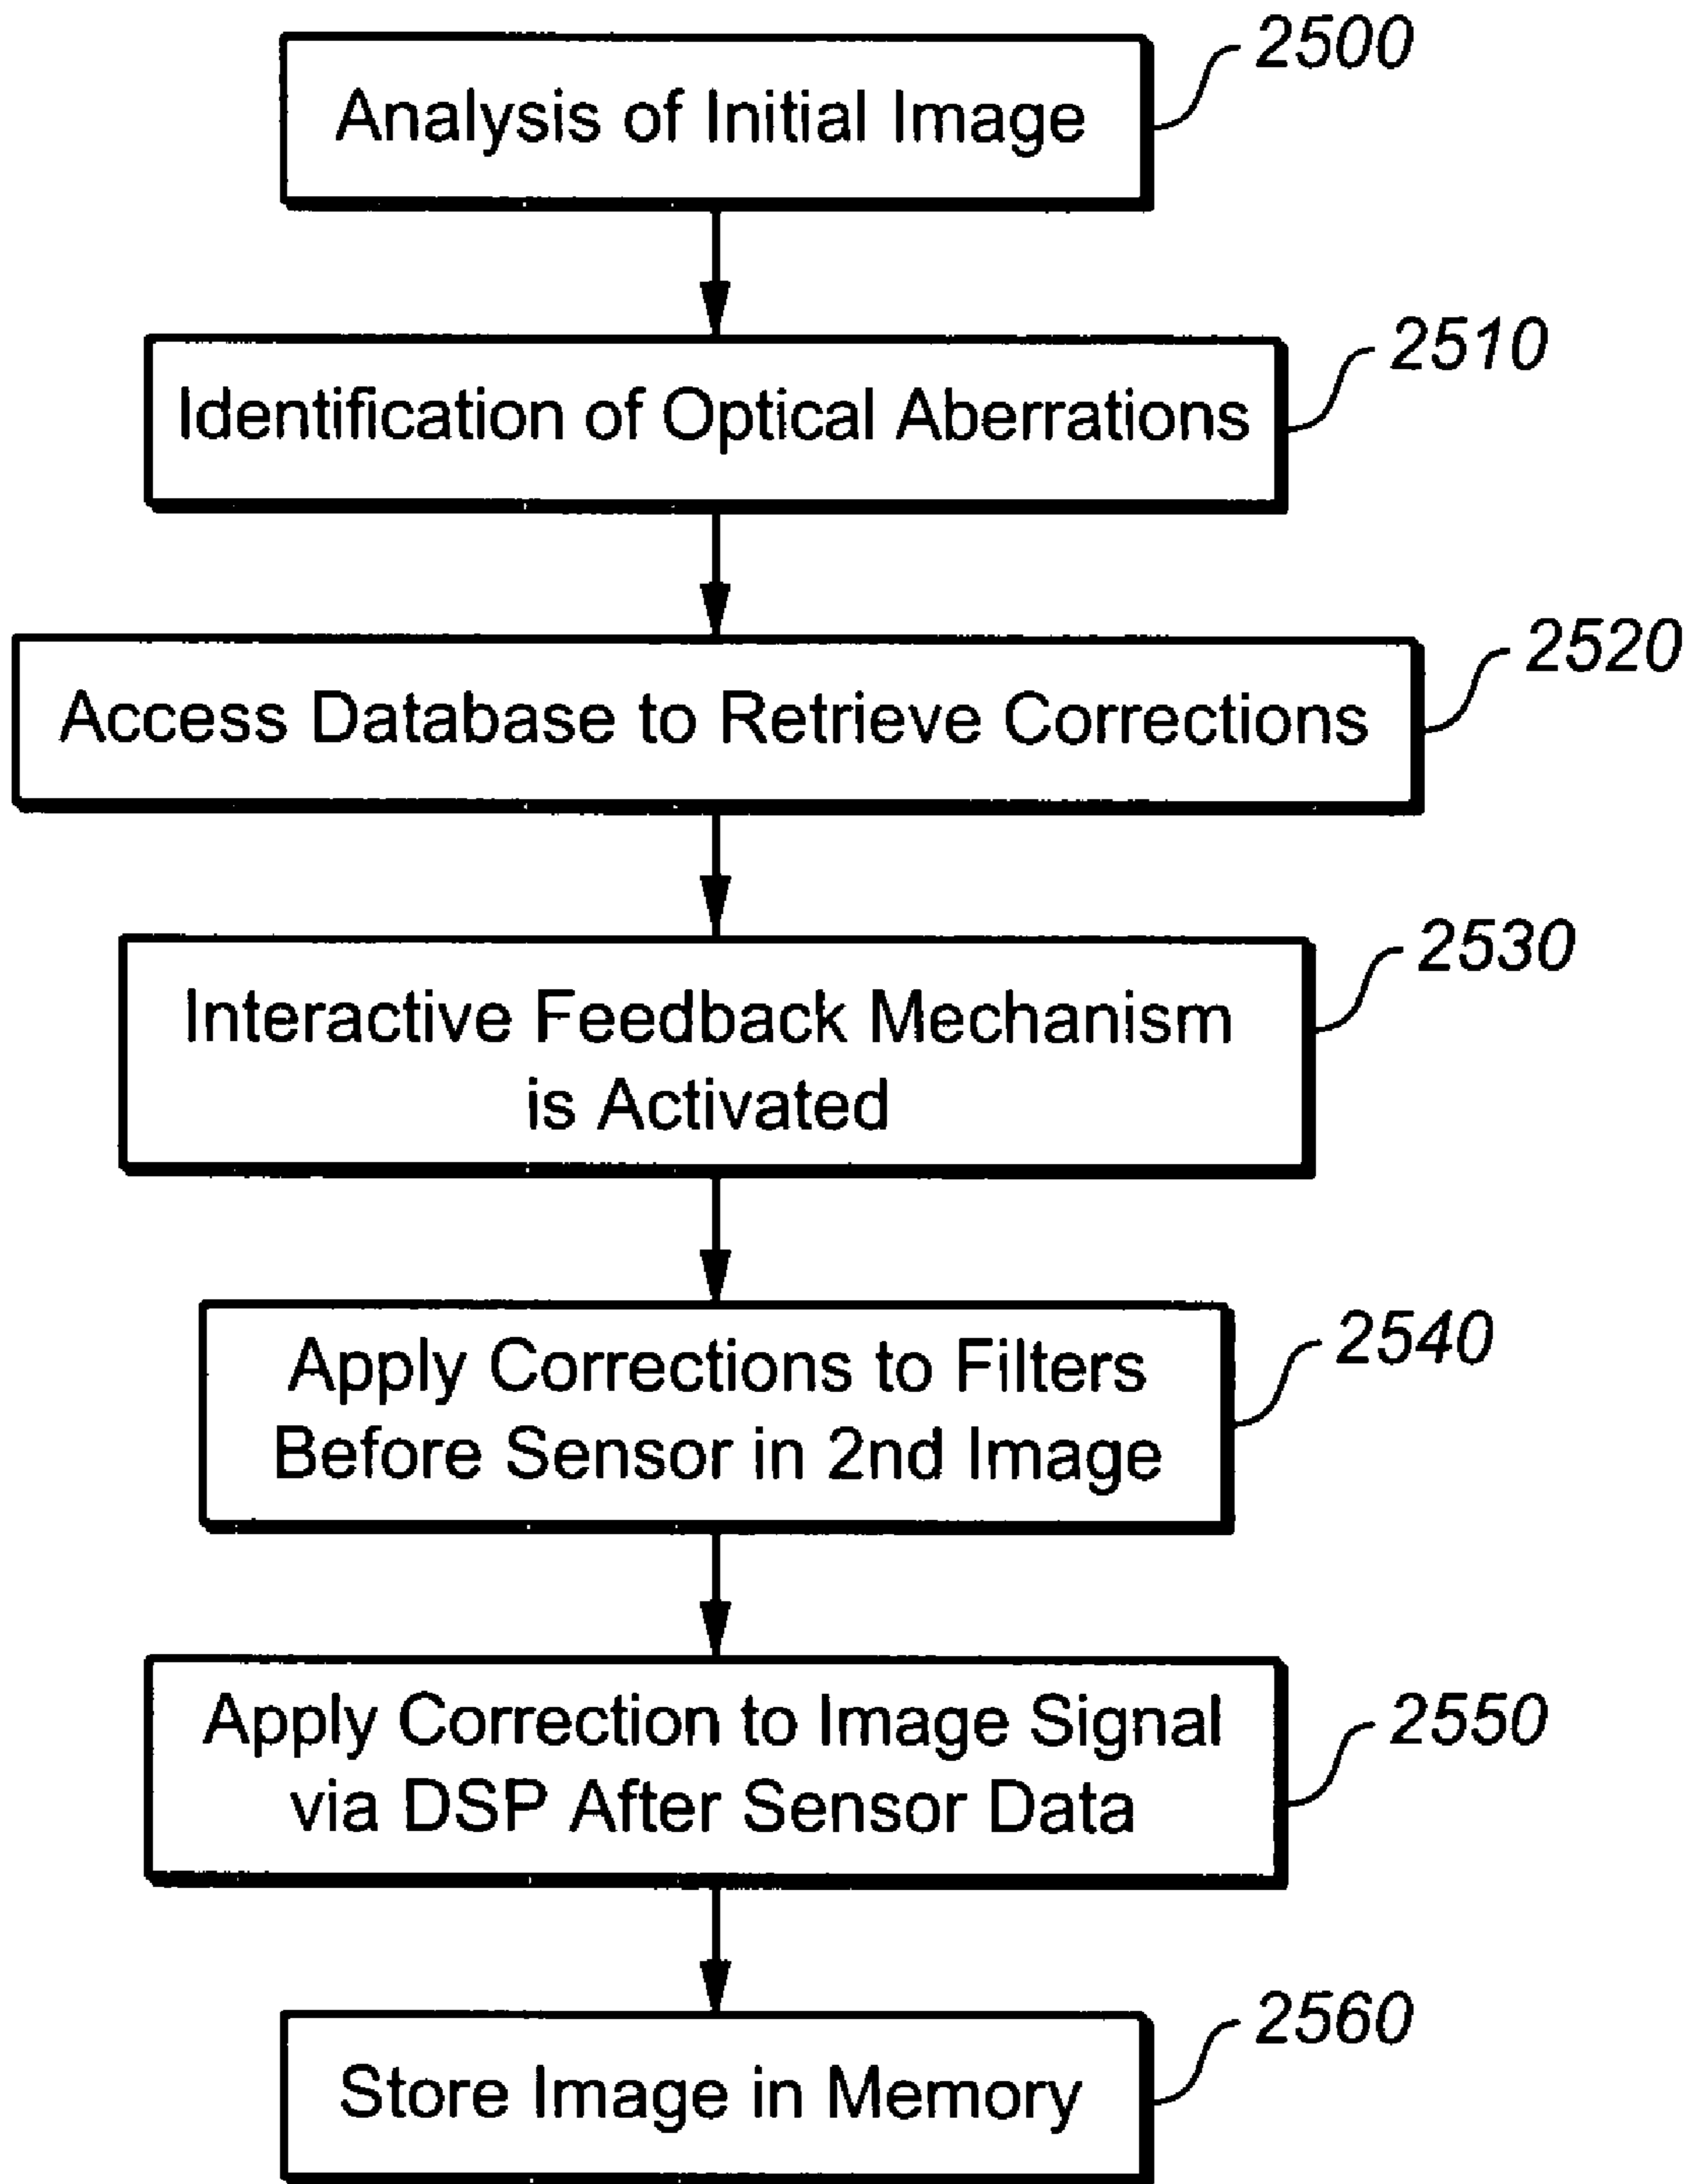 2500
Analysis of Initial Image
2510
Identification of Optical Aberrations
2520
Access Database to Retrieve Corrections
2530
Interactive Feedback Mechanism
is Activated
2540
Apply Corrections to Filters
Before Sensor in 2nd Image
2550
Apply Correction to Image Signal
via DSP After Sensor Data
2560
Store Image in Memory